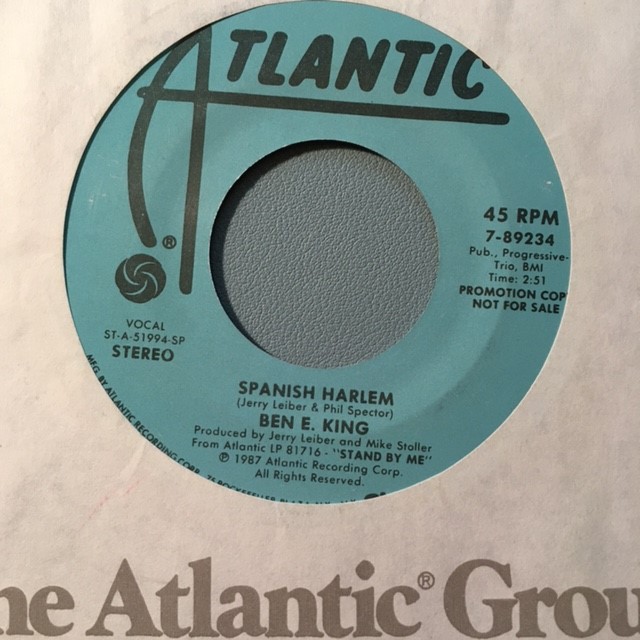 ATLANTIC
®
45 RPM
7-89234
Pub., Progressive-
Trio, BMI
Time: 2:51
PROMOTION COP
NOT FOR SALE
VOCAL
ST-A-51994-SP
STEREO
SPANISH HARLEM
(Jerry Leiber & Phil Spector)
BEN E. KING
Produced by Jerry Leiber and Mike Stoller
From Atlantic LP 81716 - "STAND BY ME"
℗ 1987 Atlantic Recording Corp.
All Rights Reserved.
MFG. BY ATLANTIC RECORDING CORP.
he Atlantic® Grou